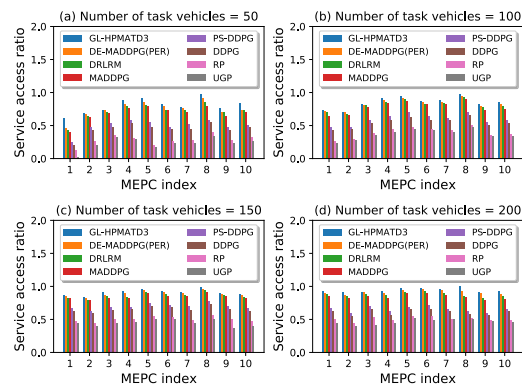 (a) Number of task vehicles = 50
Service access ratio
2.0
1.5
1.0
0.5
0.0
GL-HPMATD3
DE-MADDPG(PER)
DRLRM
MADDPG
PS-DDPG
DDPG
RP
UGP
1 2 3 4 5 6 7 8 9 10
MEPC index
(b) Number of task vehicles = 100
Service access ratio
2.0
1.5
1.0
0.5
0.0
GL-HPMATD3
DE-MADDPG(PER)
DRLRM
MADDPG
PS-DDPG
DDPG
RP
UGP
1 2 3 4 5 6 7 8 9 10
MEPC index
(c) Number of task vehicles = 150
Service access ratio
2.0
1.5
1.0
0.5
0.0
GL-HPMATD3
DE-MADDPG(PER)
DRLRM
MADDPG
PS-DDPG
DDPG
RP
UGP
1 2 3 4 5 6 7 8 9 10
MEPC index
(d) Number of task vehicles = 200
Service access ratio
2.0
1.5
1.0
0.5
0.0
GL-HPMATD3
DE-MADDPG(PER)
DRLRM
MADDPG
PS-DDPG
DDPG
RP
UGP
1 2 3 4 5 6 7 8 9 10
MEPC index